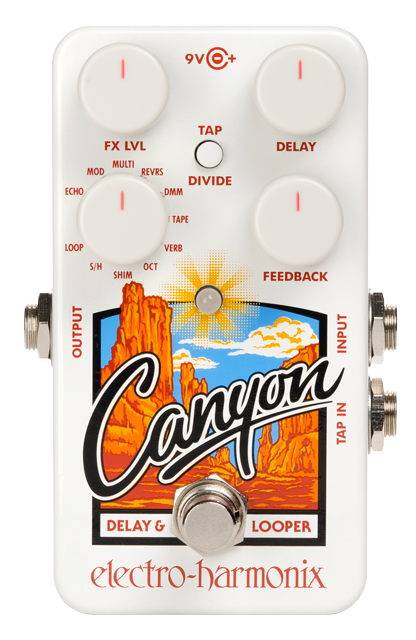 9V +
FX LVL
TAP
DELAY
DIVIDE
MULTI
MOD
REVRS
ECHO
DMM
TAPE
LOOP
VERB
S/H
OCT
SHIM
FEEDBACK
OUTPUT
INPUT
TAP IN
Canyon
DELAY & LOOPER
electro-harmonix